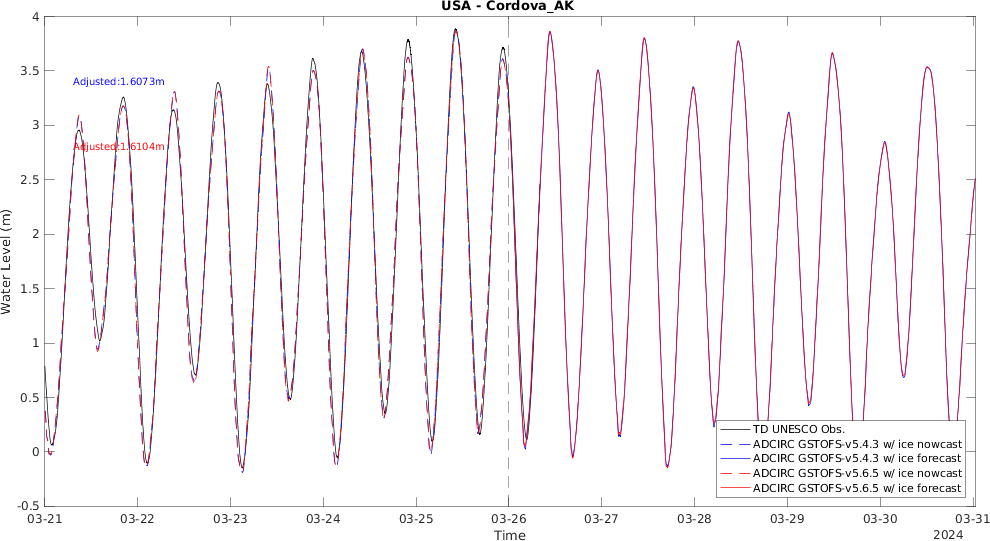 USA - Cordova_AK
4
3.5
3
2.5
2
1.5
1
0.5
0
-0.5
Water Level (m)
Adjusted:1.6073m
Adjusted:1.6104m
TD UNESCO Obs.
ADCIRC GSTOFS-v5.4.3 w/ ice nowcast
ADCIRC GSTOFS-v5.4.3 w/ ice forecast
ADCIRC GSTOFS-v5.6.5 w/ ice nowcast
ADCIRC GSTOFS-v5.6.5 w/ ice forecast
03-21 03-22 03-23 03-24 03-25 03-26 03-27 03-28 03-29 03-30 03-31
Time
2024